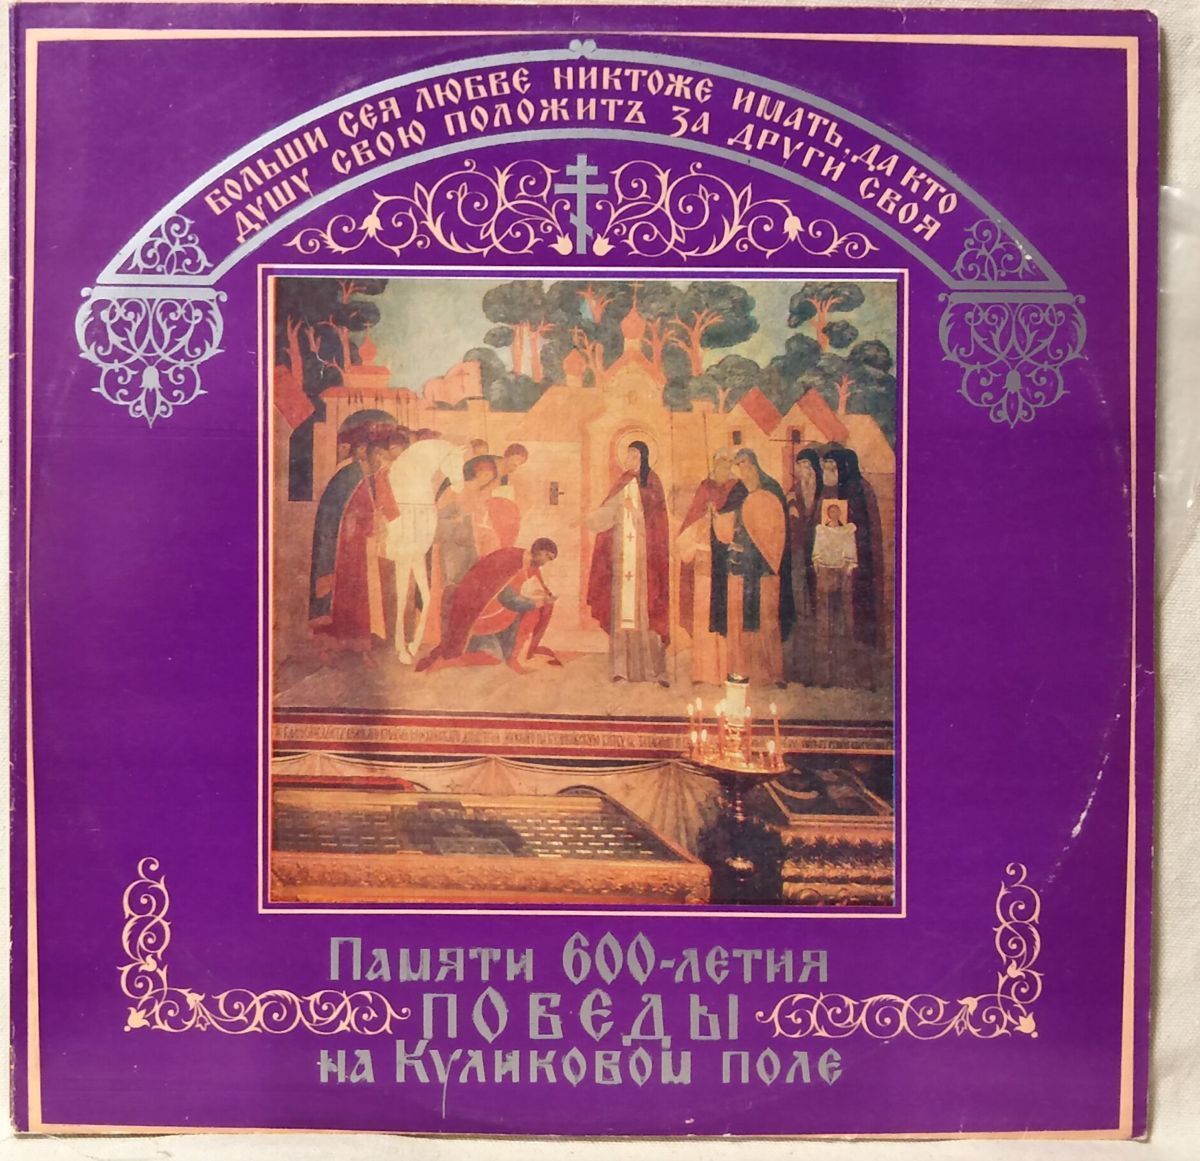 БОЛЬШИ СЕЯ ЛЮБВЕ НИКТОЖЕ ИМАТЬ, ДА КТО
ДУШУ СВОЮ ПОЛОЖИТЪ ЗА ДРУГИ СВОЯ
Памяти 600-летия
ПОБЕДЫ
на Куликовом поле